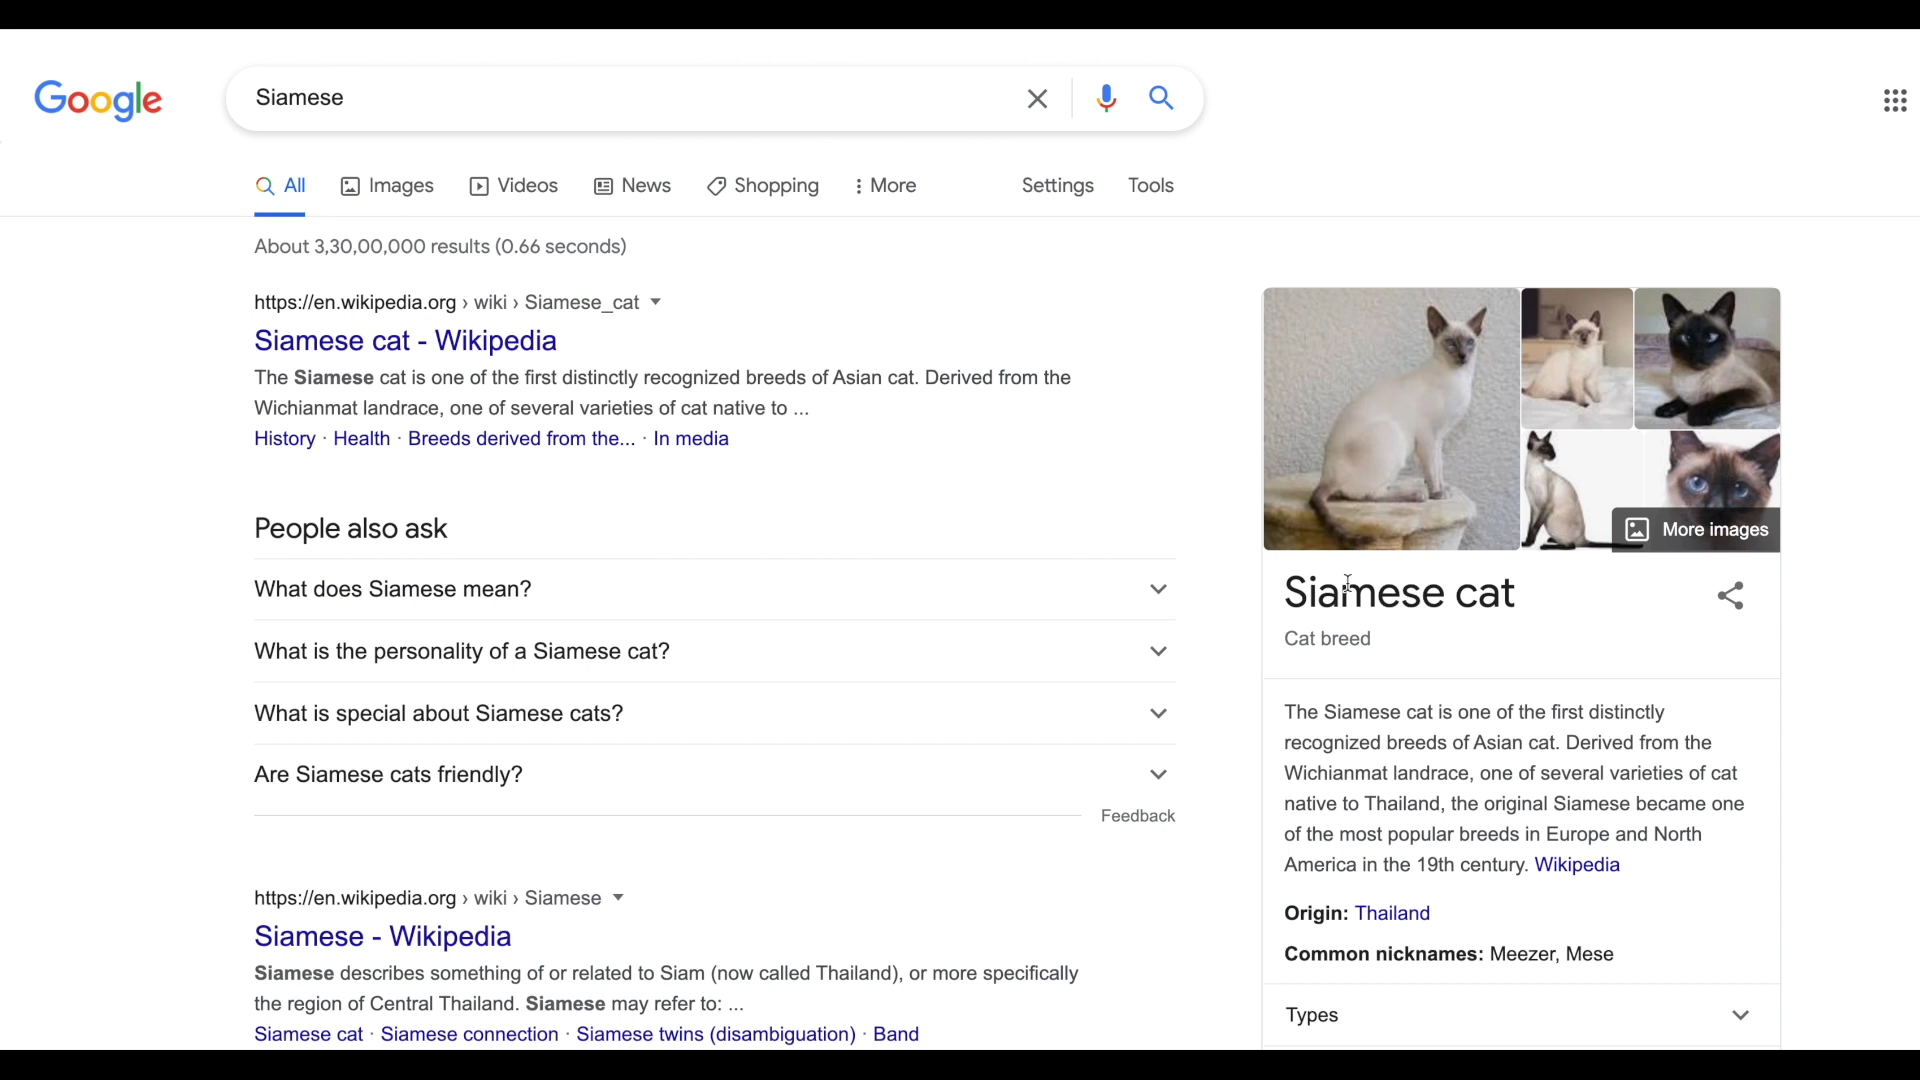 Google
Siamese
All Images Videos News Shopping More Settings Tools
About 3,30,00,000 results (0.66 seconds)
https://en.wikipedia.org › wiki › Siamese_cat
Siamese cat - Wikipedia
The Siamese cat is one of the first distinctly recognized breeds of Asian cat. Derived from the
Wichianmat landrace, one of several varieties of cat native to ...
History · Health · Breeds derived from the... · In media
People also ask
What does Siamese mean?
What is the personality of a Siamese cat?
What is special about Siamese cats?
Are Siamese cats friendly?
Feedback
https://en.wikipedia.org › wiki › Siamese
Siamese - Wikipedia
Siamese describes something of or related to Siam (now called Thailand), or more specifically
the region of Central Thailand. Siamese may refer to: ...
Siamese cat · Siamese connection · Siamese twins (disambiguation) · Band
More images
Siamese cat
Cat breed
The Siamese cat is one of the first distinctly
recognized breeds of Asian cat. Derived from the
Wichianmat landrace, one of several varieties of cat
native to Thailand, the original Siamese became one
of the most popular breeds in Europe and North
America in the 19th century. Wikipedia
Origin: Thailand
Common nicknames: Meezer, Mese
Types